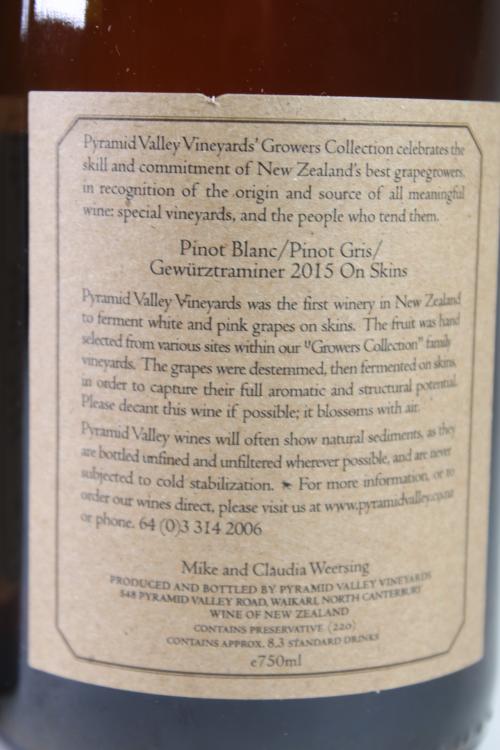 Pyramid Valley Vineyards' Growers Collection celebrates the
skill and commitment of New Zealand's best grapegrowers,
in recognition of the origin and source of all meaningful
wine: special vineyards, and the people who tend them.
Pinot Blanc/Pinot Gris/
Gewürztraminer 2015 On Skins
Pyramid Valley Vineyards was the first winery in New Zealand
to ferment white and pink grapes on skins. The fruit was hand
selected from various sites within our "Growers Collection" family
vineyards. The grapes were destemmed, then fermented on skins,
in order to capture their full aromatic and structural potential.
Please decant this wine if possible; it blossoms with air.
Pyramid Valley wines will often show natural sediments, as they
are bottled unfined and unfiltered wherever possible, and are never
subjected to cold stabilization. For more information, or to
order our wines direct, please visit us at www.pyramidvalley.co.nz
or phone. 64 (0)3 314 2006
Mike and Claudia Weersing
PRODUCED AND BOTTLED BY PYRAMID VALLEY VINEYARDS
548 PYRAMID VALLEY ROAD, WAIKARI, NORTH CANTERBURY
WINE OF NEW ZEALAND
CONTAINS PRESERVATIVE (220)
CONTAINS APPROX. 8.3 STANDARD DRINKS
e750ml